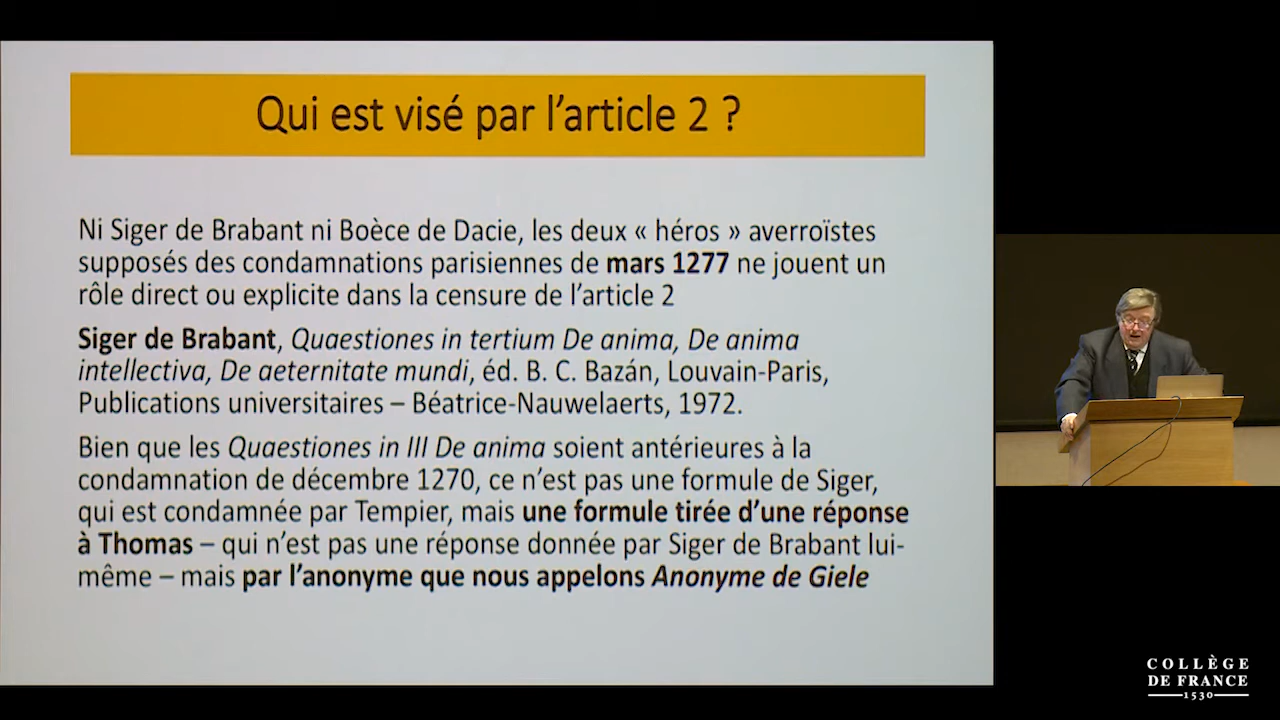 Qui est visé par l'article 2 ?
Ni Siger de Brabant ni Boèce de Dacie, les deux « héros » averroïstes
supposés des condamnations parisiennes de mars 1277 ne jouent un
rôle direct ou explicite dans la censure de l'article 2
Siger de Brabant, Quaestiones in tertium De anima, De anima
intellectiva, De aeternitate mundi, éd. B. C. Bazán, Louvain-Paris,
Publications universitaires – Béatrice-Nauwelaerts, 1972.
Bien que les Quaestiones in III De anima soient antérieures à la
condamnation de décembre 1270, ce n'est pas une formule de Siger,
qui est condamnée par Tempier, mais une formule tirée d'une réponse
à Thomas – qui n'est pas une réponse donnée par Siger de Brabant lui-
même – mais par l'anonyme que nous appelons Anonyme de Giele
COLLÈGE
DE FRANCE
1530